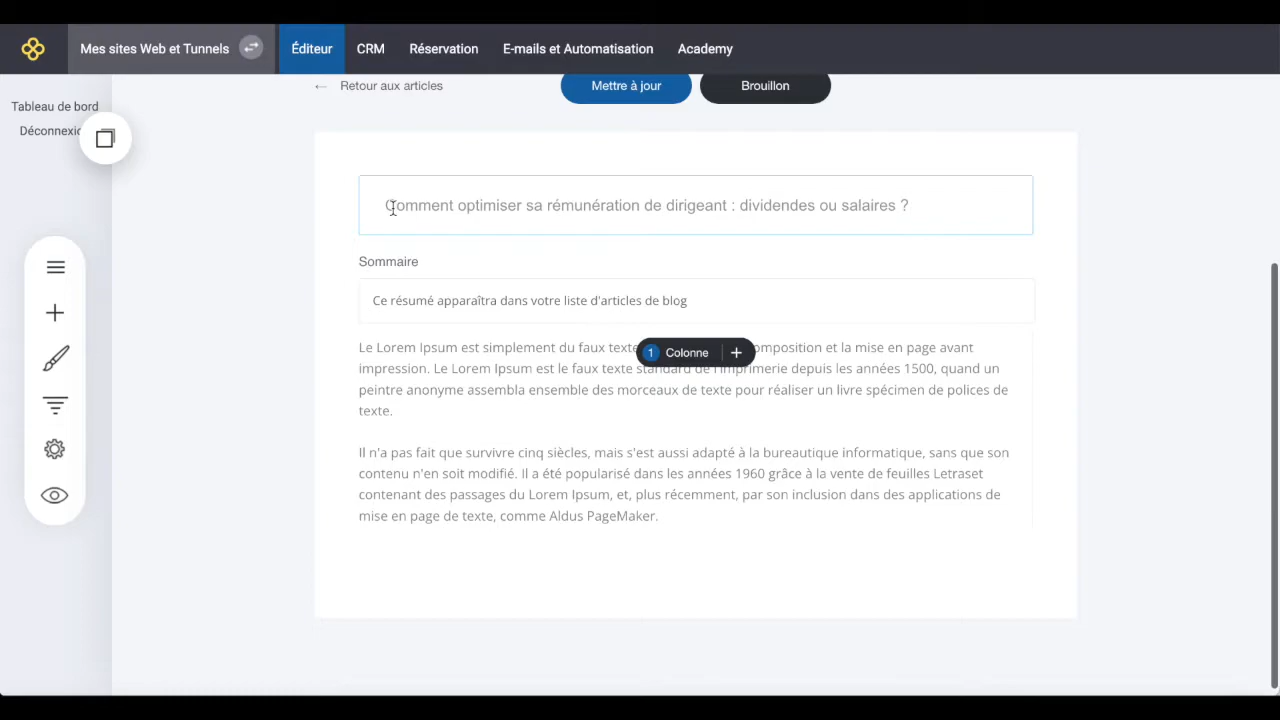 Mes sites Web et Tunnels Éditeur CRM Réservation E-mails et Automatisation Academy
Tableau de bord
Déconnexio
← Retour aux articles Mettre à jour Brouillon
Comment optimiser sa rémunération de dirigeant : dividendes ou salaires ?
Sommaire
Ce résumé apparaîtra dans votre liste d'articles de blog
1 Colonne +
Le Lorem Ipsum est simplement du faux texte omposition et la mise en page avant
impression. Le Lorem Ipsum est le faux texte standard de l'imprimerie depuis les années 1500, quand un
peintre anonyme assembla ensemble des morceaux de texte pour réaliser un livre spécimen de polices de
texte.
Il n'a pas fait que survivre cinq siècles, mais s'est aussi adapté à la bureautique informatique, sans que son
contenu n'en soit modifié. Il a été popularisé dans les années 1960 grâce à la vente de feuilles Letraset
contenant des passages du Lorem Ipsum, et, plus récemment, par son inclusion dans des applications de
mise en page de texte, comme Aldus PageMaker.